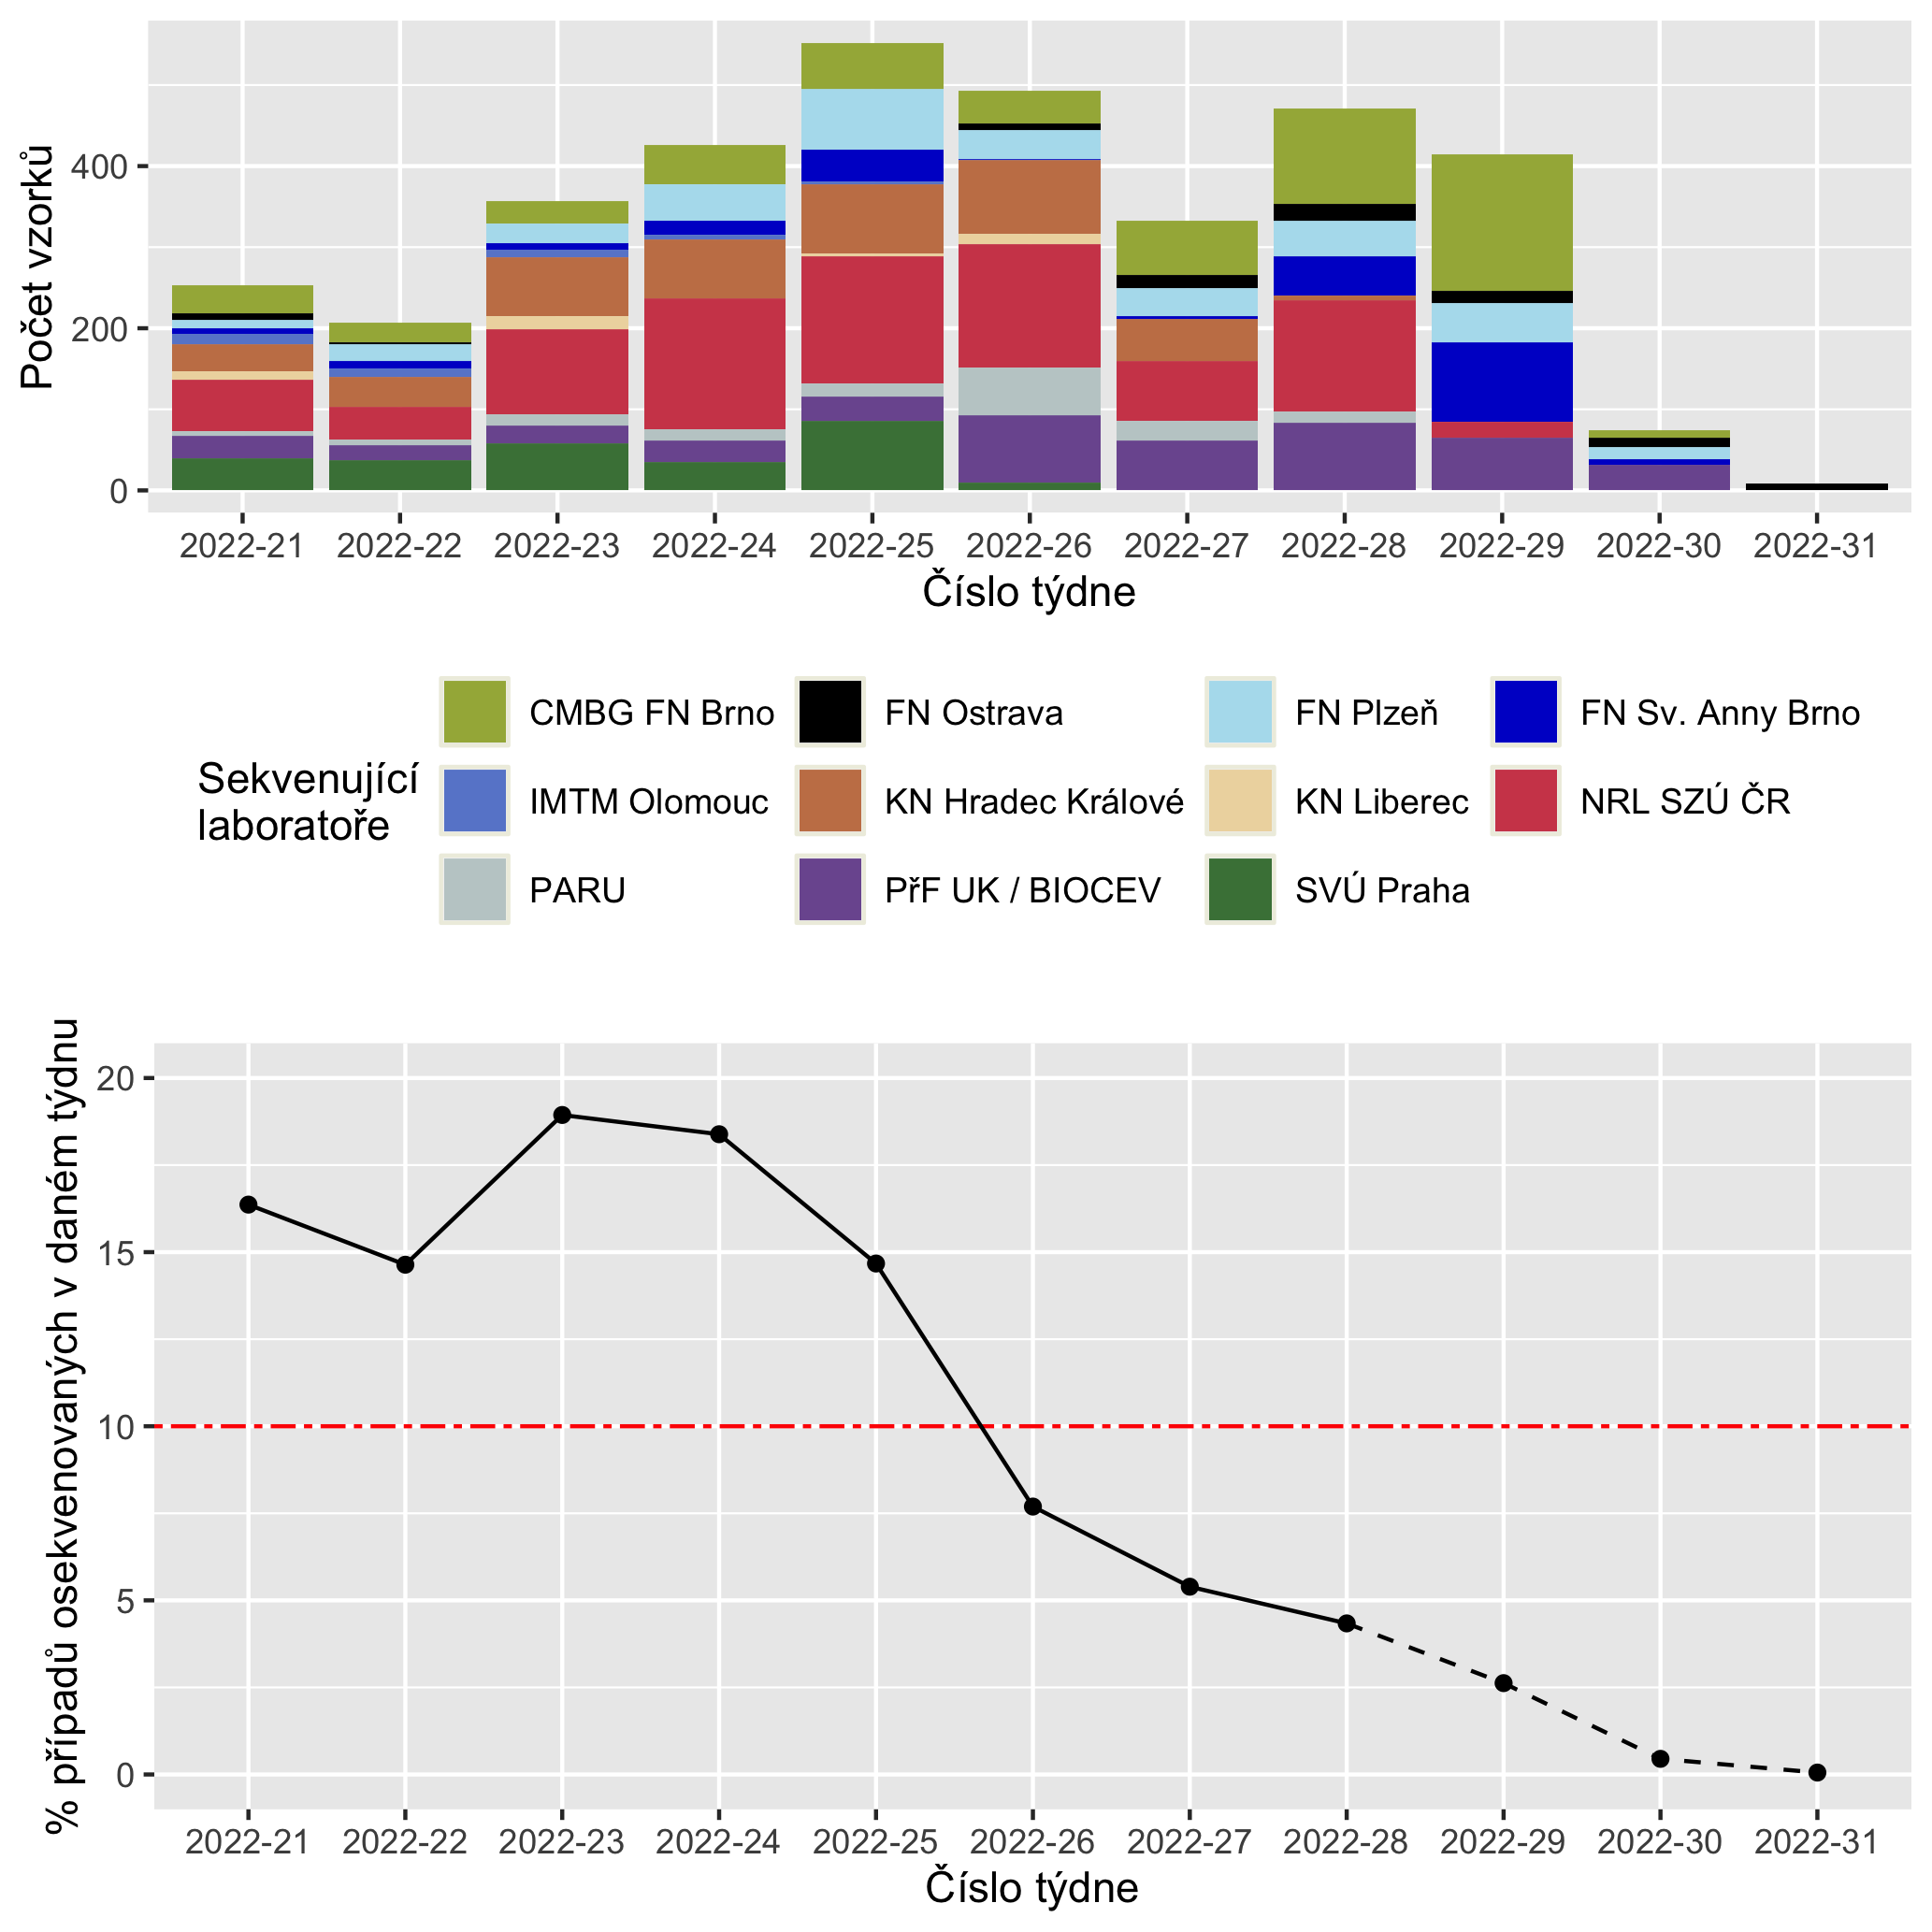 Počet vzorků
400
200
0
2022-21 2022-22 2022-23 2022-24 2022-25 2022-26 2022-27 2022-28 2022-29 2022-30 2022-31
Číslo týdne
Sekvenující
laboratoře
CMBG FN Brno FN Ostrava FN Plzeň FN Sv. Anny Brno
IMTM Olomouc KN Hradec Králové KN Liberec NRL SZÚ ČR
PARU PřF UK / BIOCEV SVÚ Praha
% případů osekvenovaných v daném týdnu
20
15
10
5
0
2022-21 2022-22 2022-23 2022-24 2022-25 2022-26 2022-27 2022-28 2022-29 2022-30 2022-31
Číslo týdne